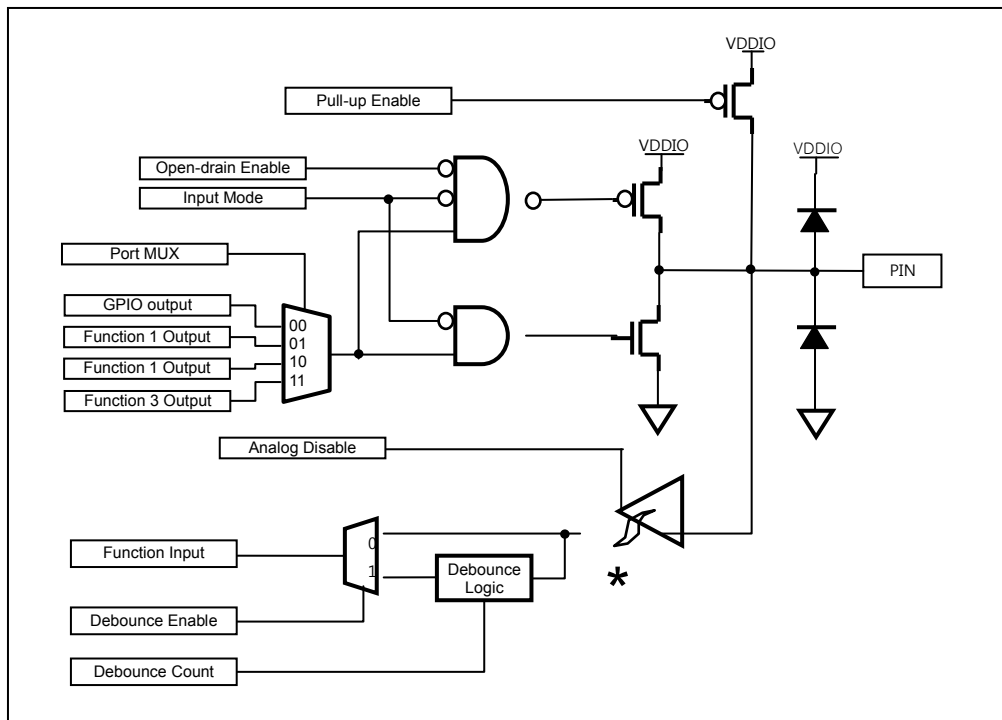 VDDIO
Pull-up Enable
VDDIO
VDDIO
Open-drain Enable
Input Mode
Port MUX
PIN
GPIO output
00
Function 1 Output
01
Function 1 Output
10
Function 3 Output
11
Analog Disable
Function Input
0
1
Debounce
Logic
*
Debounce Enable
Debounce Count